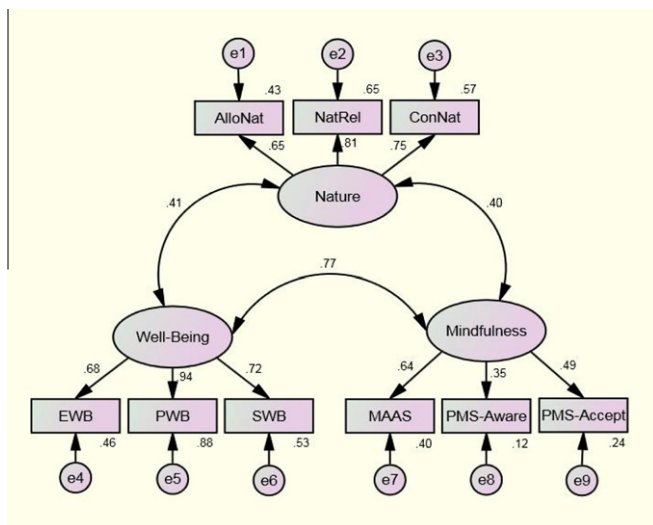 e1 e2 e3
.43 .65 .57
AlloNat NatRel ConNat
.65 .81 .75
Nature
.41 .40
.77
Well-Being Mindfulness
.68 .94 .72 .64 .35 .49
EWB PWB SWB MAAS PMS-Aware PMS-Accept
.46 .88 .53 .40 .12 .24
e4 e5 e6 e7 e8 e9